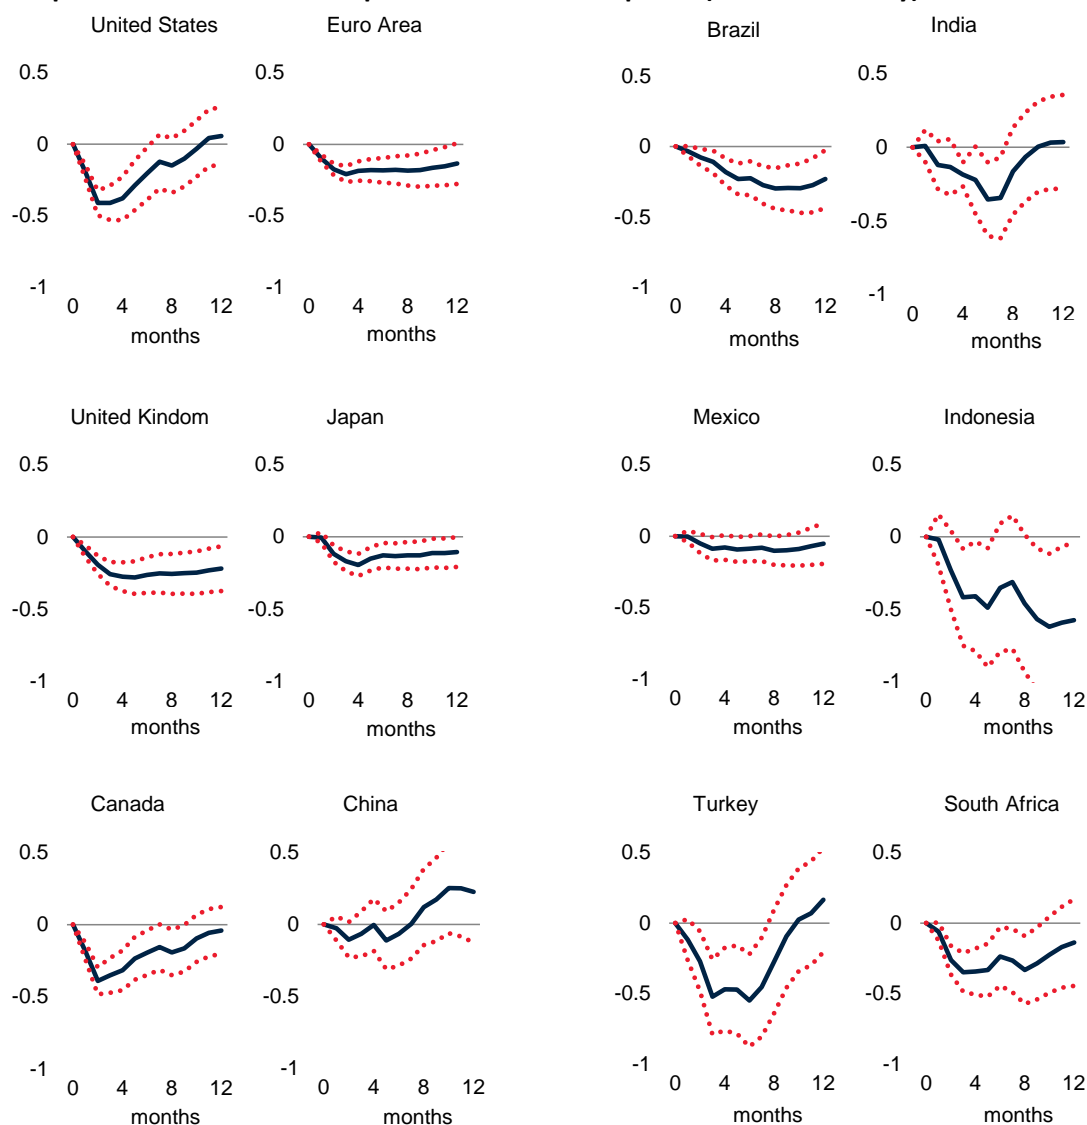 United States Euro Area Brazil India
0.5 0.5 0.5 0.5
0 0 0 0
-0.5 -0.5 -0.5 -0.5
-1 -1 -1 -1
0 4 8 12 0 4 8 12 0 4 8 12 0 4 8 12
months months months months
United Kindom Japan Mexico Indonesia
0.5 0.5 0.5 0.5
0 0 0 0
-0.5 -0.5 -0.5 -0.5
-1 -1 -1 -1
0 4 8 12 0 4 8 12 0 4 8 12 0 4 8 12
months months months months
Canada China Turkey South Africa
0.5 0.5 0.5 0.5
0 0 0 0
-0.5 -0.5 -0.5 -0.5
-1 -1 -1 -1
0 4 8 12 0 4 8 12 0 4 8 12 0 4 8 12
months months months months